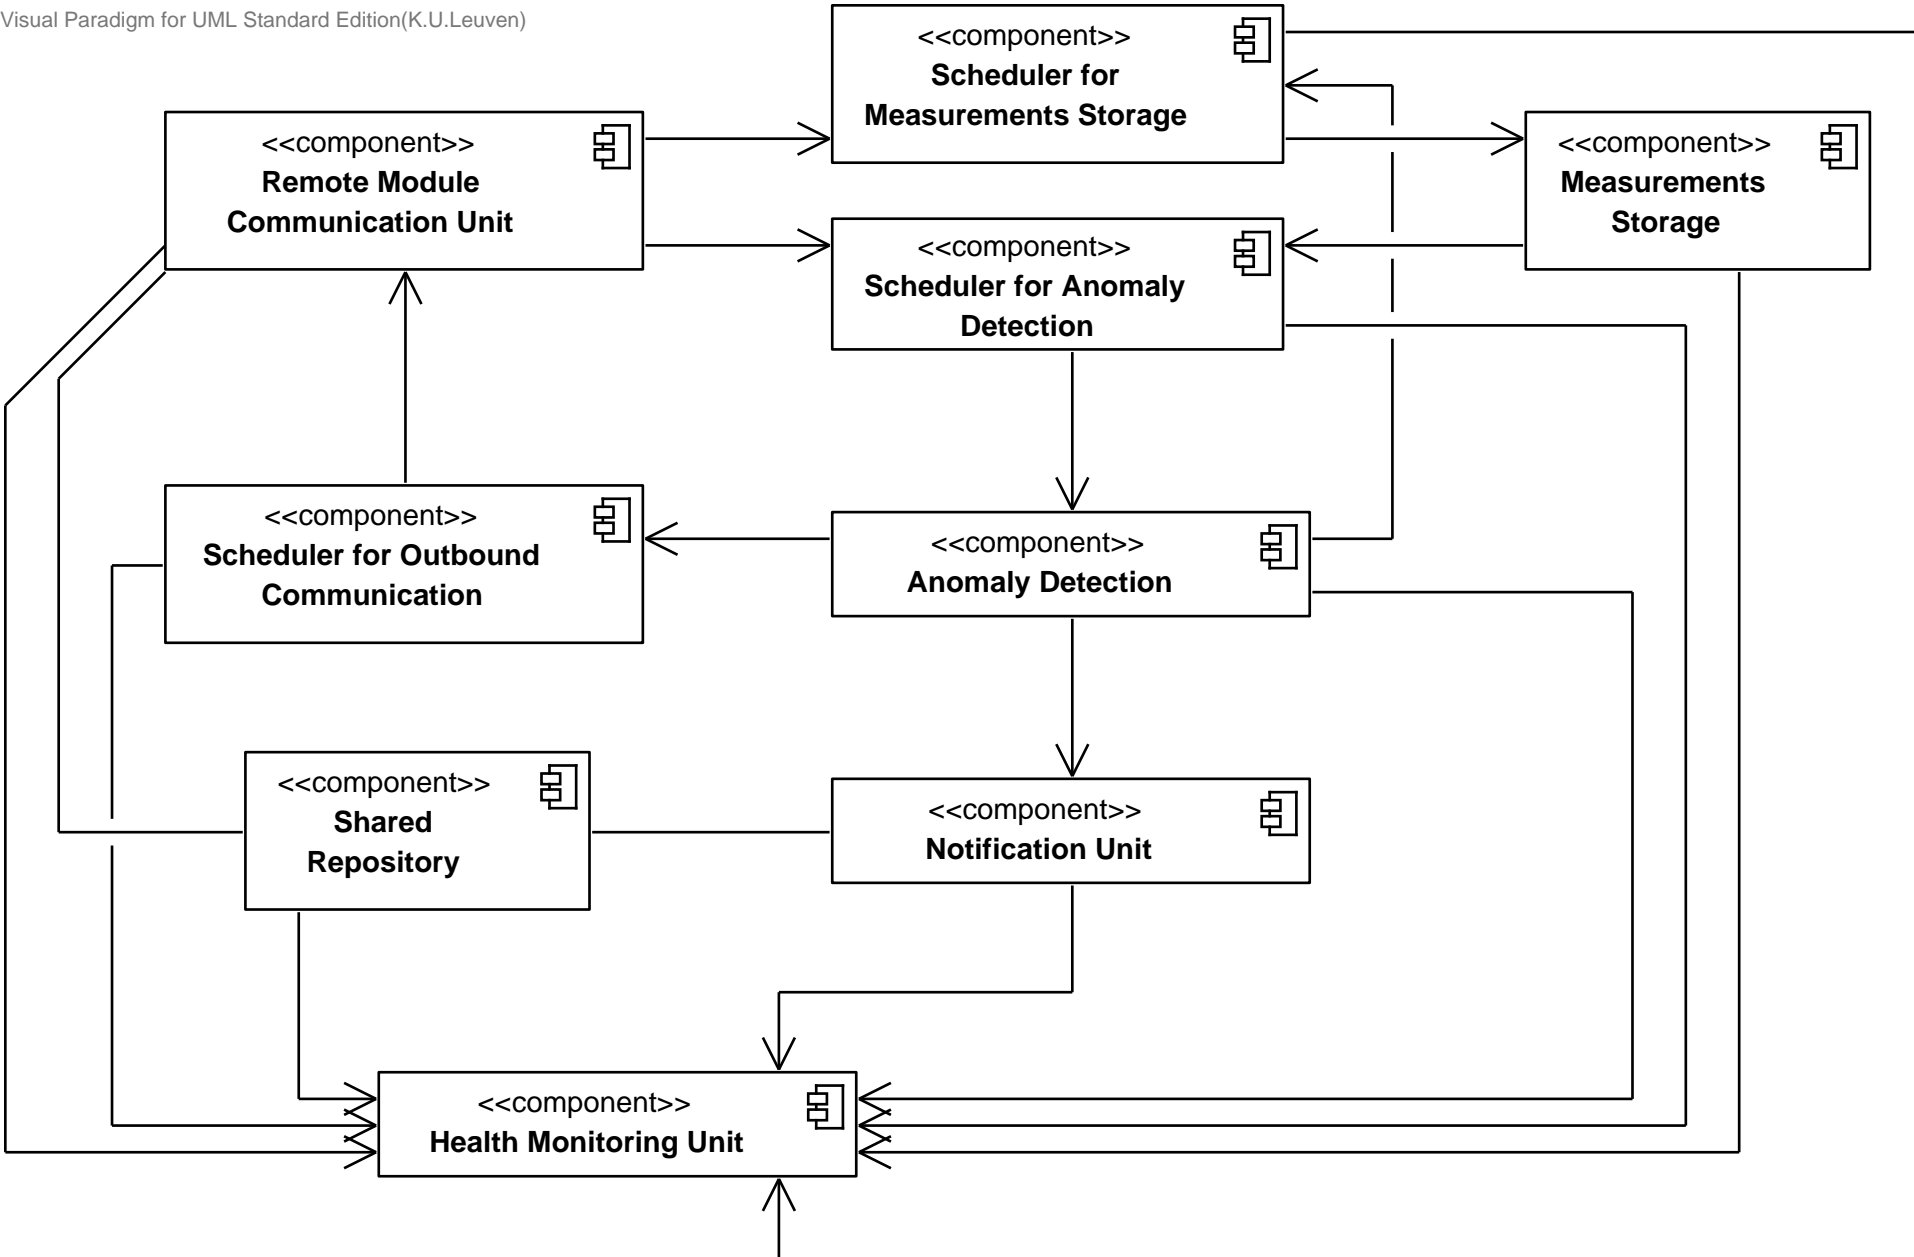 Visual Paradigm for UML Standard Edition(K.U.Leuven)
<<component>>
Scheduler for
Measurements Storage
<<component>>
Remote Module
Communication Unit
<<component>>
Measurements
Storage
<<component>>
Scheduler for Anomaly
Detection
<<component>>
Scheduler for Outbound
Communication
<<component>>
Anomaly Detection
<<component>>
Shared
Repository
<<component>>
Notification Unit
<<component>>
Health Monitoring Unit